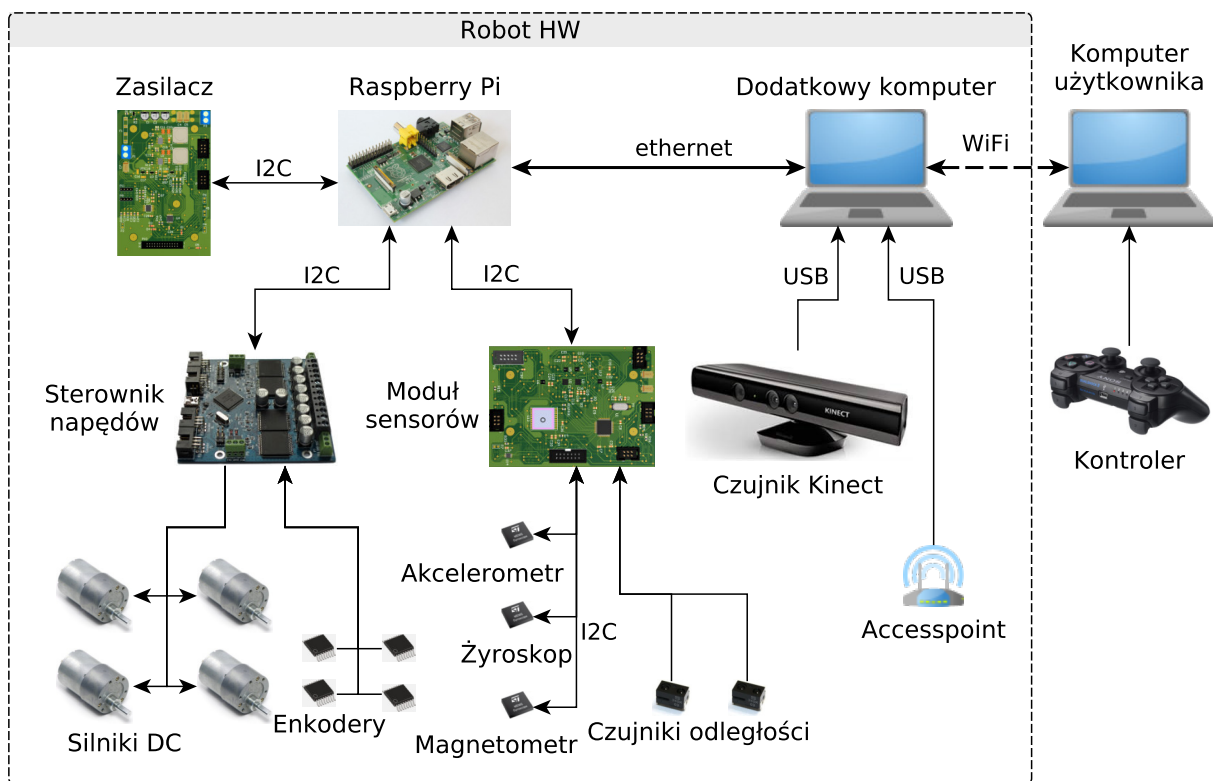 Robot HW
Komputer
użytkownika
Zasilacz
Raspberry Pi
Dodatkowy komputer
I2C
ethernet
WiFi
I2C
I2C
USB
USB
Sterownik
napędów
Moduł
sensorów
KINECT
Czujnik Kinect
Kontroler
Akcelerometr
Żyroskop
I2C
Magnetometr
Accesspoint
Silniki DC
Enkodery
Czujniki odległości